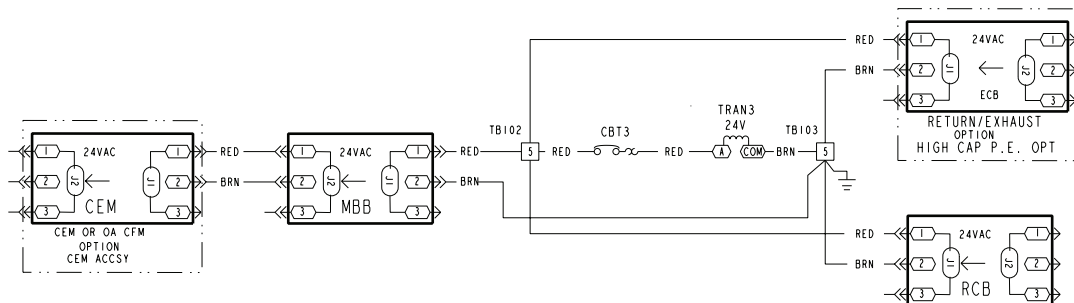 RED
1
24VAC
1
BRN
2
J1
J2
2
3
ECB
3
RETURN/EXHAUST
OPTION
HIGH CAP P.E. OPT
TRAN3
24V
TB102
CBT3
TB103
1
24VAC
1
RED
1
24VAC
1
RED
5
RED
RED
A
COM
BRN
5
2
J2
J1
2
BRN
2
J2
J1
2
BRN
3
CEM
3
3
MBB
3
CEM OR OA CFM
OPTION
CEM ACCSY
RED
1
24VAC
1
BRN
2
J1
J2
2
3
RCB
3